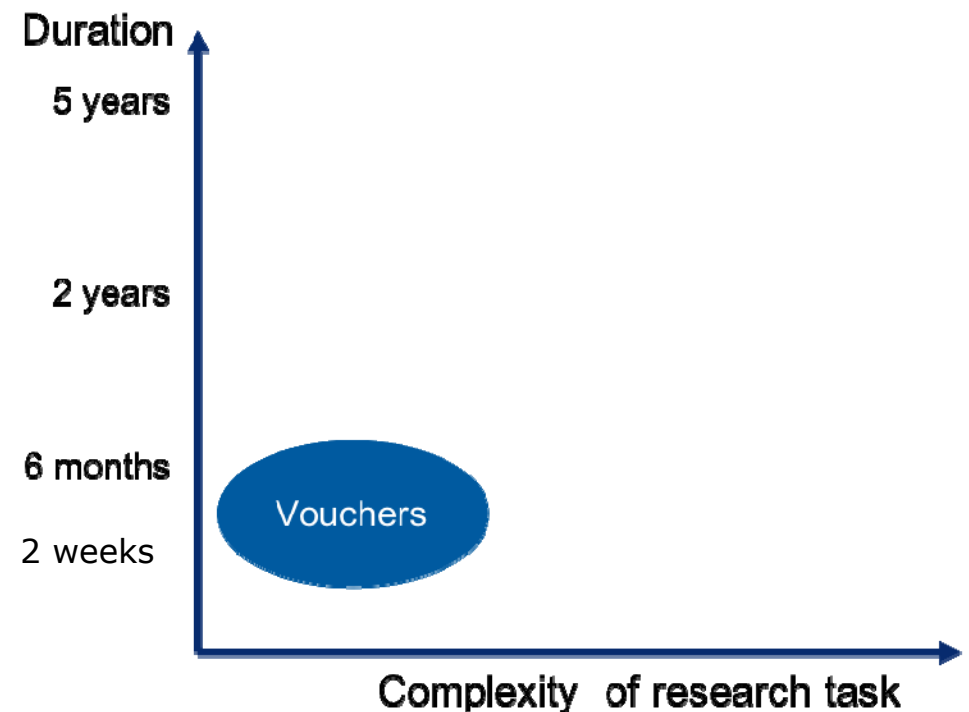 Duration
5 years
2 years
6 months
Vouchers
2 weeks
Complexity of research task